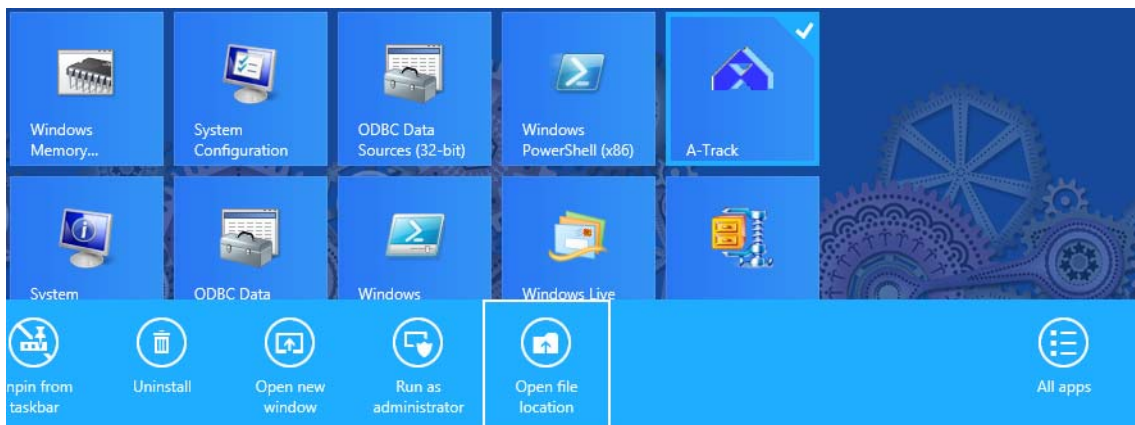 Windows
Memory...
System
Configuration
ODBC Data
Sources (32-bit)
Windows
PowerShell (x86)
A-Track
System
ODBC Data
Windows
Windows Live
npin from
taskbar
Uninstall
Open new
window
Run as
administrator
Open file
location
All apps